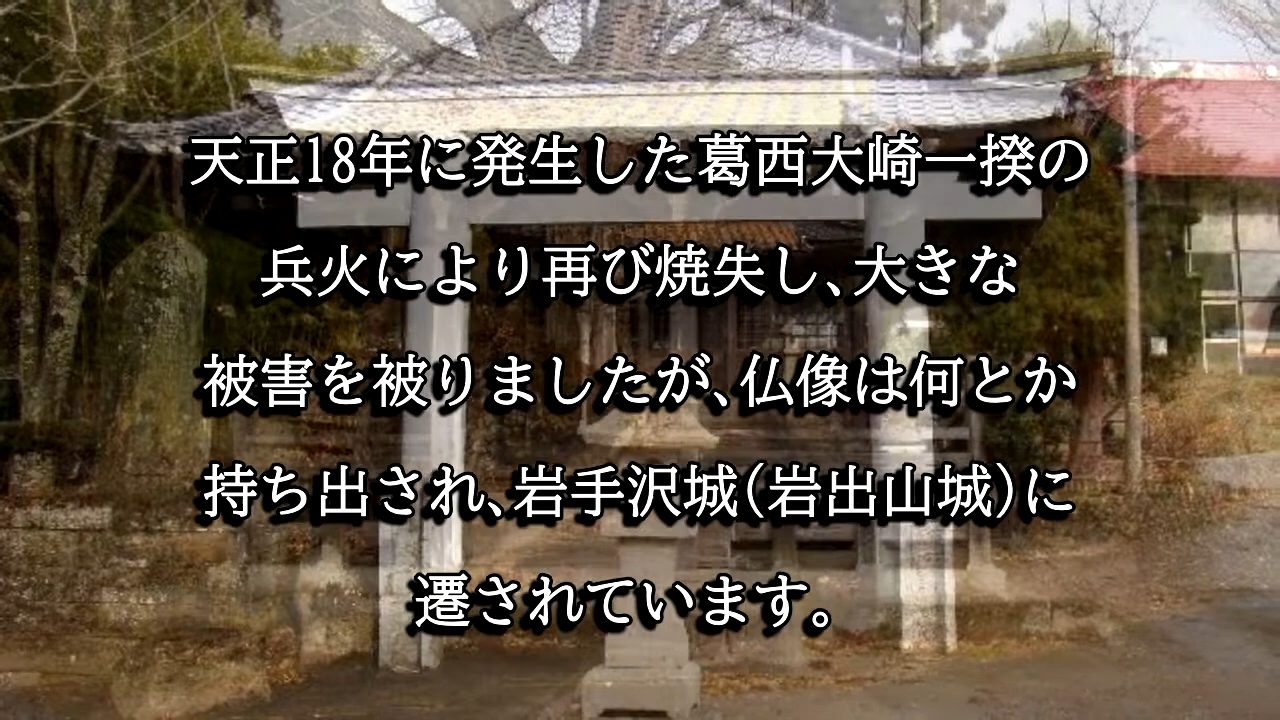 天正18年に発生した葛西大崎一揆の
兵火により再び焼失し、大きな
被害を被りましたが、仏像は何とか
持ち出され、岩手沢城(岩出山城)に
遷されています。